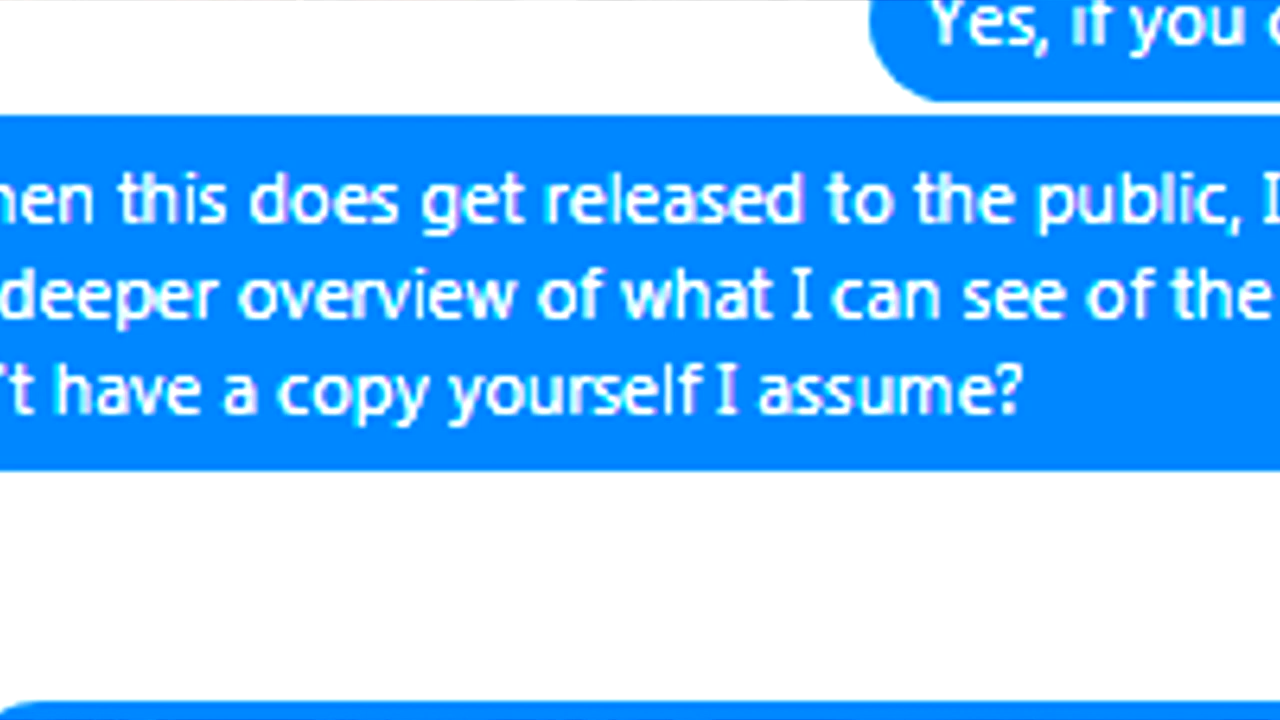 Yes, if you
hen this does get released to the public, I
deeper overview of what I can see of the
't have a copy yourself I assume?